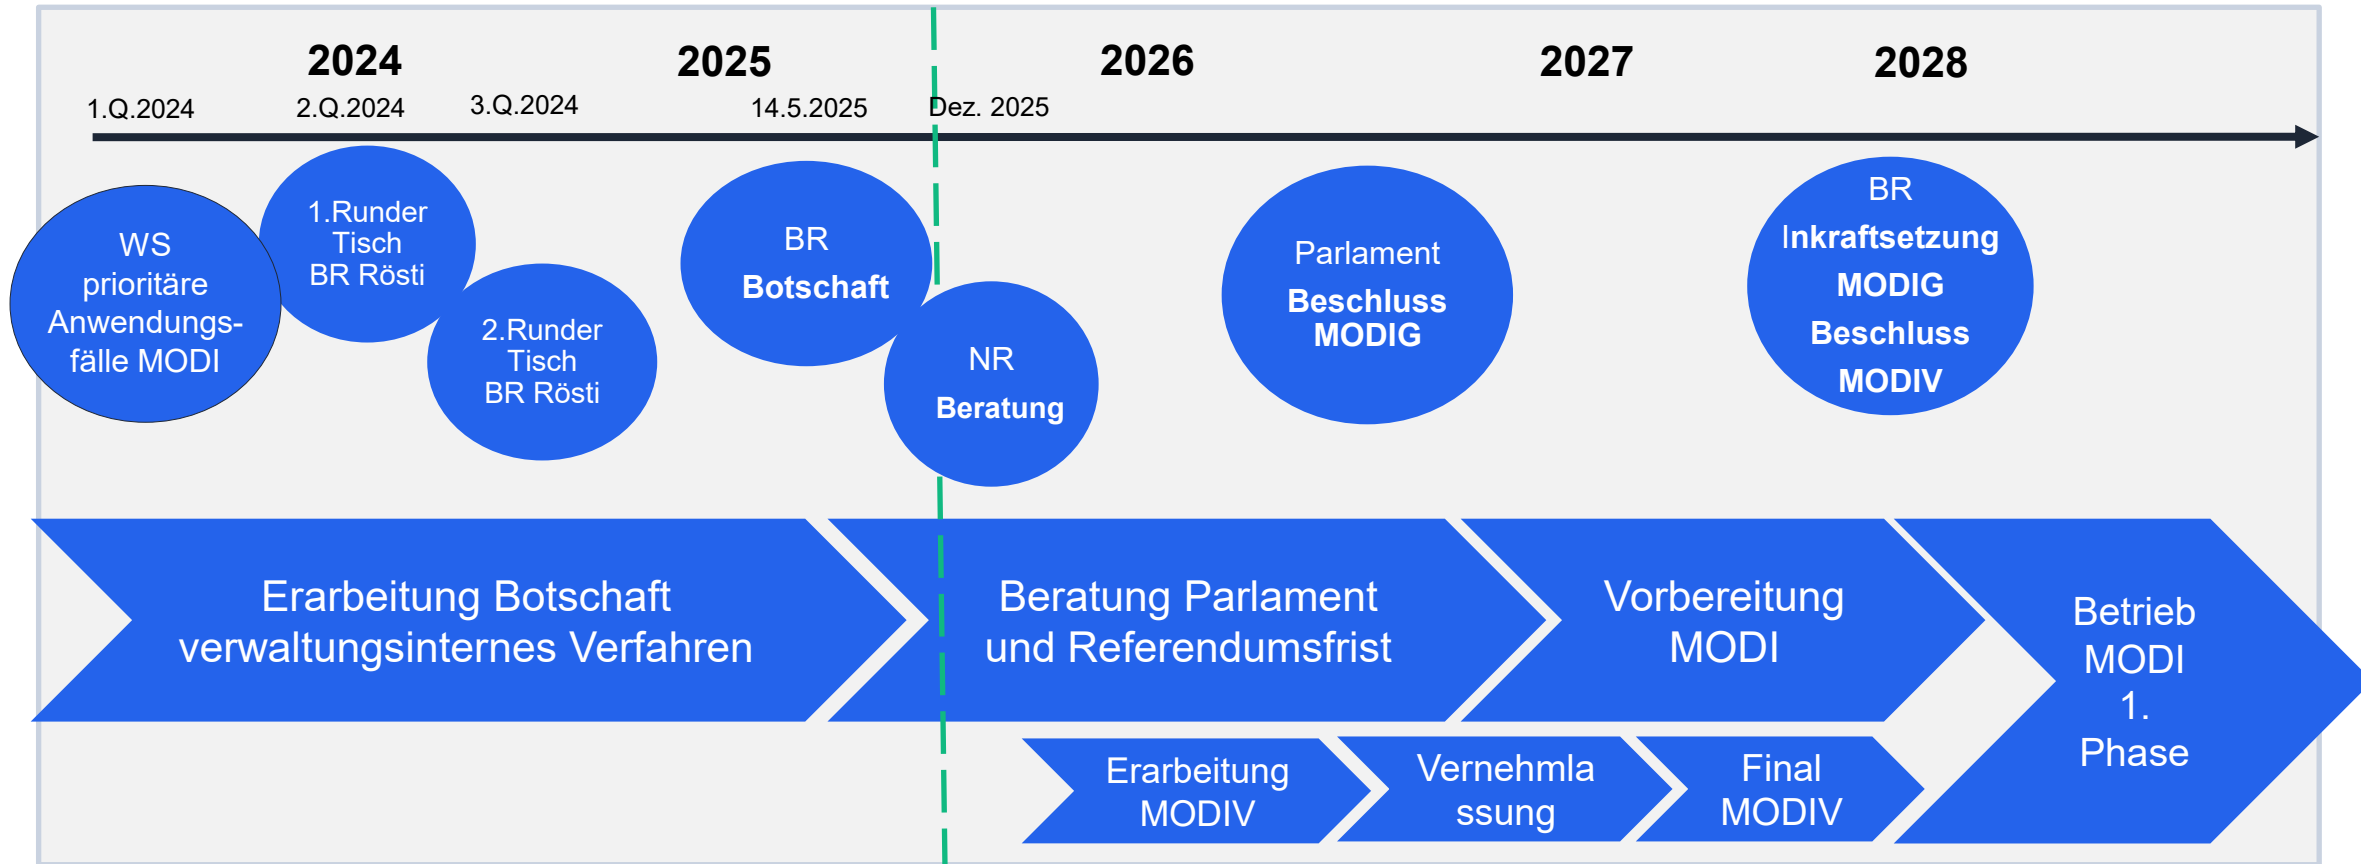 2024
2025
2026
2027
2028
1.Q.2024
2.Q.2024
3.Q.2024
14.5.2025
Dez. 2025
WS
prioritäre
Anwendungs-
fälle MODI
1.Runder
Tisch
BR Rösti
2.Runder
Tisch
BR Rösti
BR
Botschaft
NR
Beratung
Parlament
Beschluss
MODIG
BR
Inkraftsetzung
MODIG
Beschluss
MODIV
Erarbeitung Botschaft
verwaltungsinternes Verfahren
Beratung Parlament
und Referendumsfrist
Vorbereitung
MODI
Betrieb
MODI
1.
Phase
Erarbeitung
MODIV
Vernehmla
ssung
Final
MODIV